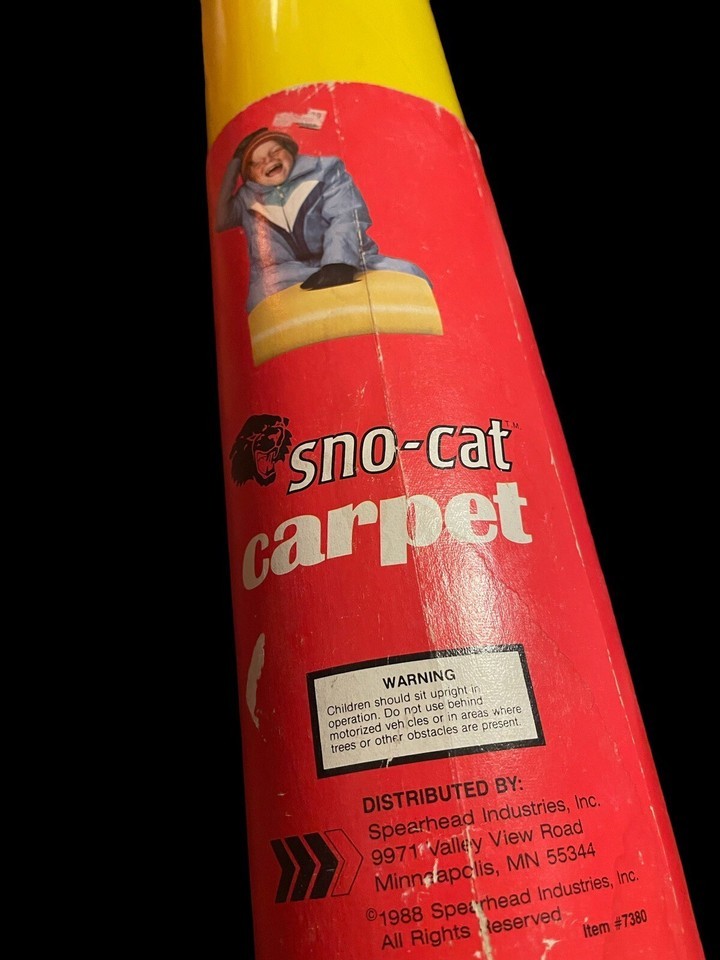 sno-cat™
carpet
WARNING
Children should sit upright in
operation. Do not use behind
motorized vehicles or in areas where
trees or other obstacles are present.
DISTRIBUTED BY:
Spearhead Industries, Inc.
9971 Valley View Road
Minneapolis, MN 55344
©1988 Spearhead Industries, Inc.
All Rights Reserved
Item #7380